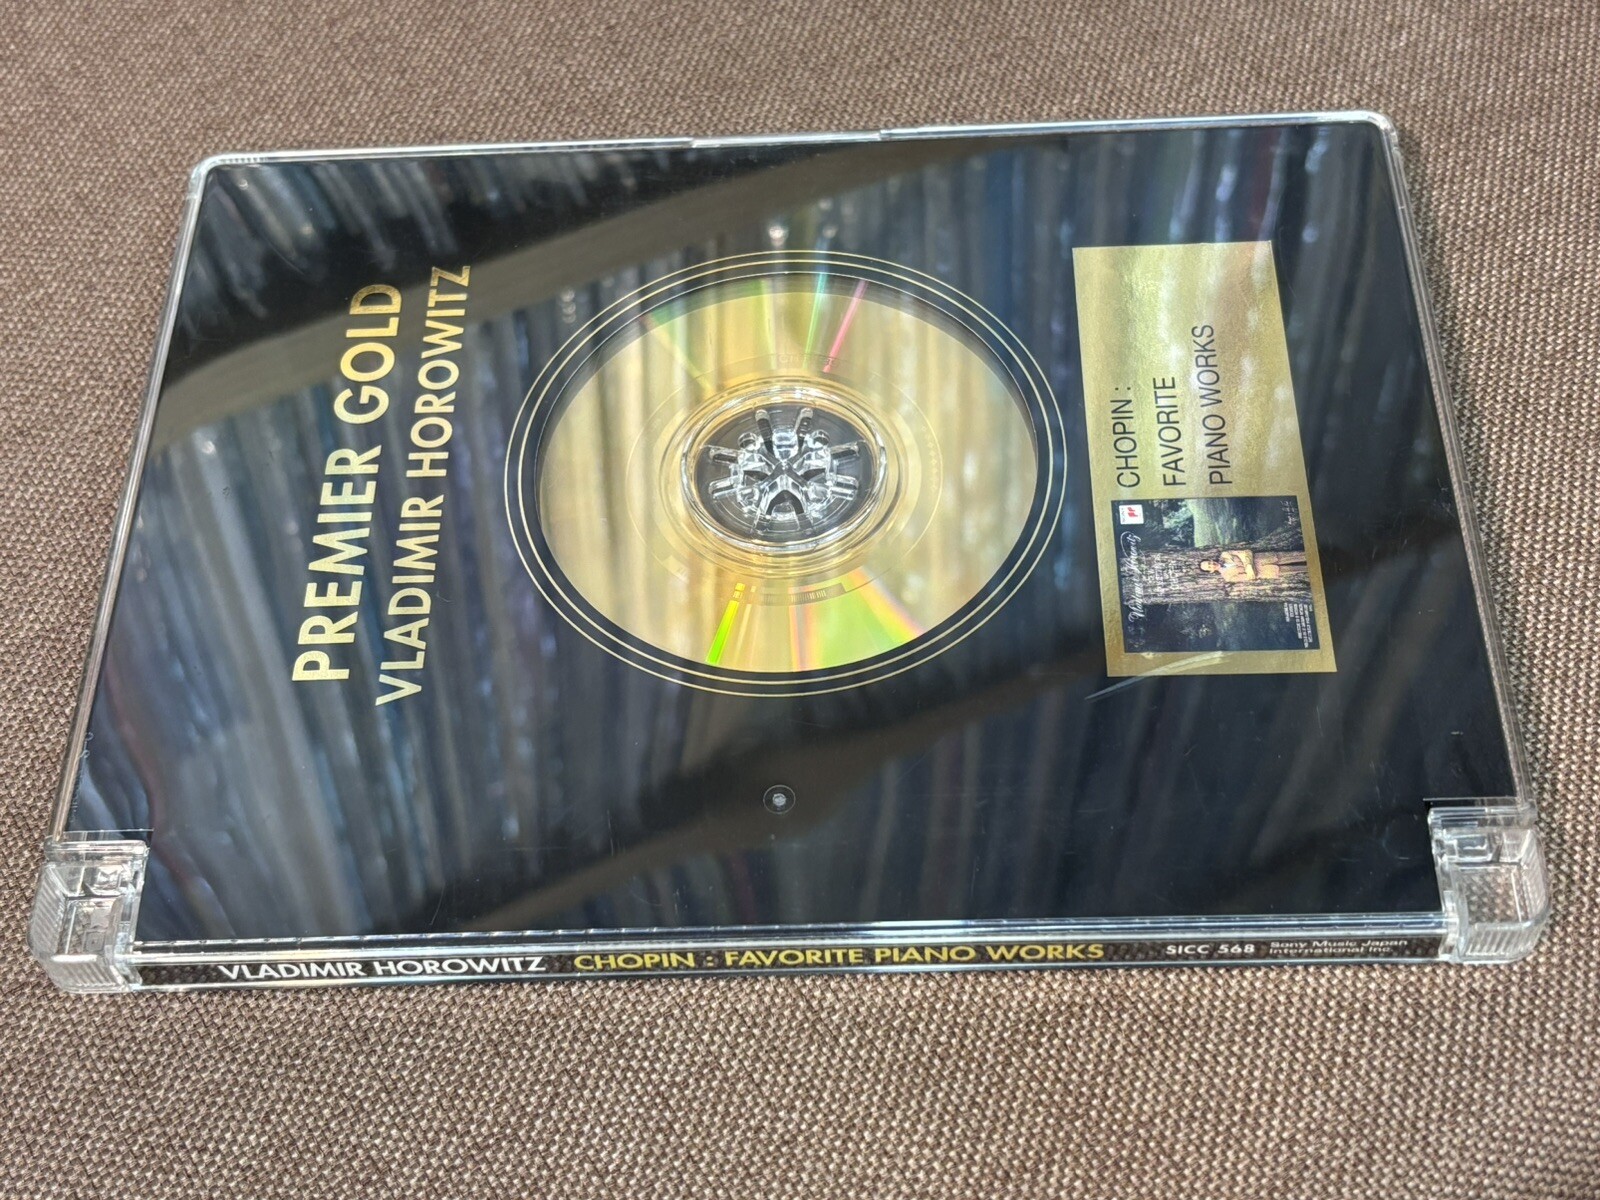 PREMIER GOLD
VLADIMIR HOROWITZ
CHOPIN :
FAVORITE
PIANO WORKS
VLADIMIR HOROWITZ CHOPIN : FAVORITE PIANO WORKS SICC 568 Sony Music Japan
International Inc.